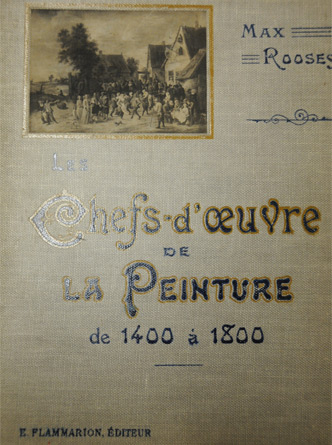 Max
Rooses
Les
Chefs-d'œuvre
DE
LA PEINTURE
de 1400 à 1800
E. FLAMMARION, ÉDITEUR